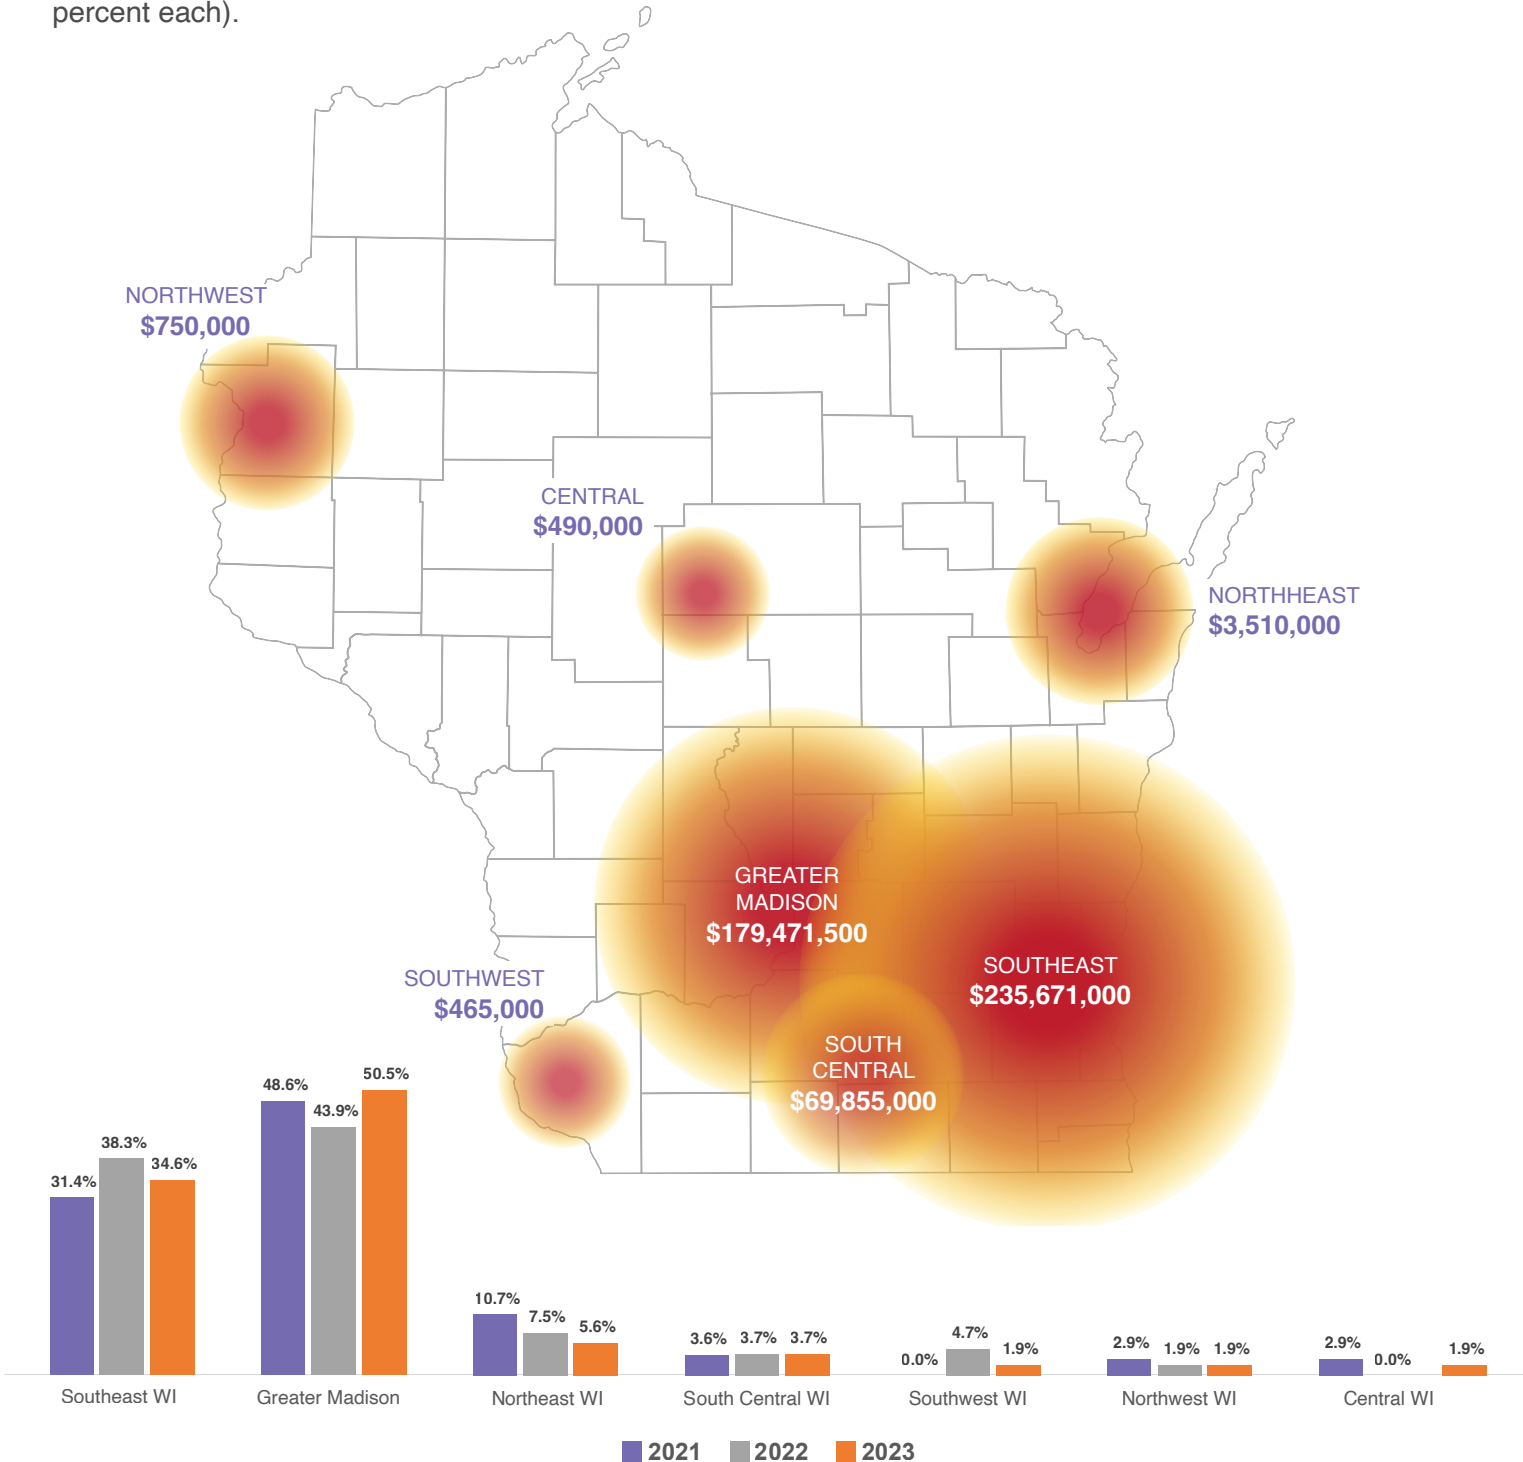 percent each).
NORTHWEST
$750,000
CENTRAL
$490,000
NORTHHEAST
$3,510,000
GREATER
MADISON
$179,471,500
SOUTHEAST
$235,671,000
SOUTHWEST
$465,000
SOUTH
CENTRAL
$69,855,000
31.4% 38.3% 34.6%
48.6% 43.9% 50.5%
10.7% 7.5% 5.6%
3.6% 3.7% 3.7%
0.0% 4.7% 1.9%
2.9% 1.9% 1.9%
2.9% 0.0% 1.9%
Southeast WI Greater Madison Northeast WI South Central WI Southwest WI Northwest WI Central WI
2021 2022 2023